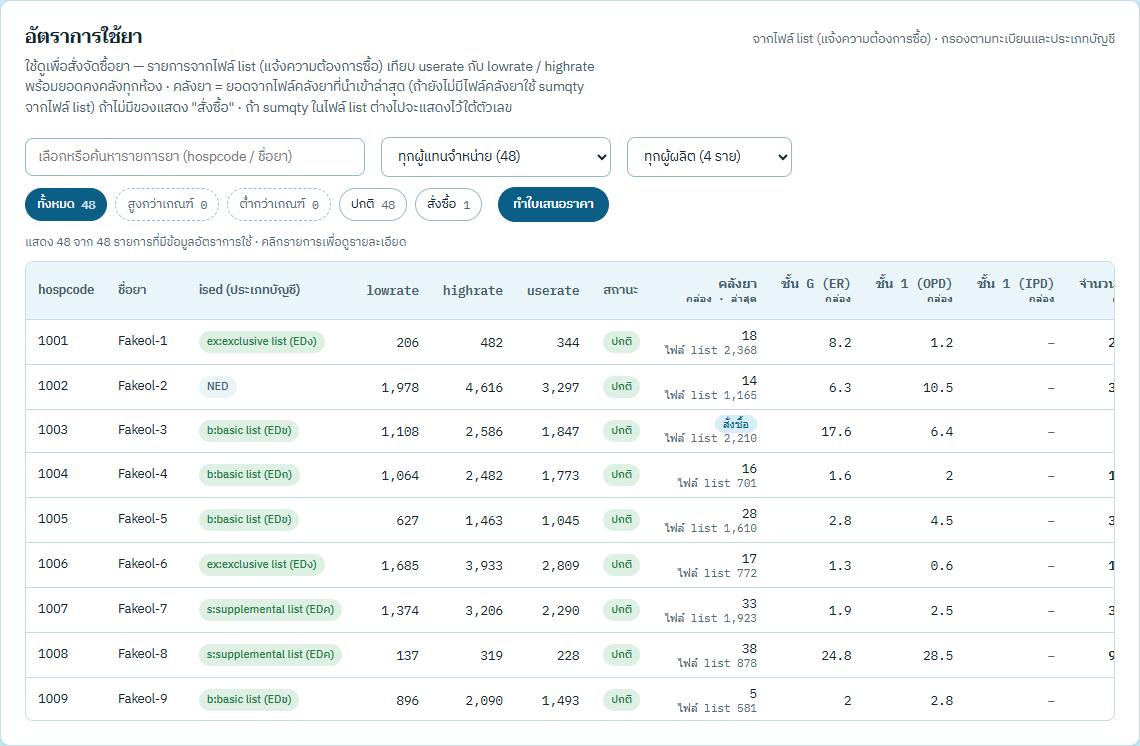 อัตราการใช้ยา
จากไฟล์ list (แจ้งความต้องการซื้อ) · กรองตามทะเบียนและประเภทบัญชี
ใช้ดูเพื่อสั่งจัดซื้อยา — รายการจากไฟล์ list (แจ้งความต้องการซื้อ) เทียบ userate กับ lowrate / highrate
พร้อมยอดคงคลังทุกห้อง · คลังยา = ยอดจากไฟล์คลังยาที่นำเข้าล่าสุด (ถ้ายังไม่มีไฟล์คลังยาใช้ sumqty
จากไฟล์ list) ถ้าไม่มีของแสดง "สั่งซื้อ" · ถ้า sumqty ในไฟล์ list ต่างไปจะแสดงไว้ใต้ตัวเลข
เลือกหรือค้นหารายการยา (hospcode / ชื่อยา) ทุกผู้แทนจำหน่าย (48) ทุกผู้ผลิต (4 ราย)
ทั้งหมด 48 สูงกว่าเกณฑ์ 0 ต่ำกว่าเกณฑ์ 0 ปกติ 48 สั่งซื้อ 1 ทำใบเสนอราคา
แสดง 48 จาก 48 รายการที่มีข้อมูลอัตราการใช้ · คลิกรายการเพื่อดูรายละเอียด
hospcode ชื่อยา ised (ประเภทบัญชี) lowrate highrate userate สถานะ คลังยา ชั้น G (ER) ชั้น 1 (OPD) ชั้น 1 (IPD) จำนวน
กล่อง · ล่าสุด กล่อง กล่อง กล่อง
1001 Fakeol-1 ex:exclusive list (EDง) 206 482 344 ปกติ 18 8.2 1.2 – 2
ไฟล์ list 2,368
1002 Fakeol-2 NED 1,978 4,616 3,297 ปกติ 14 6.3 10.5 – 3
ไฟล์ list 1,165
1003 Fakeol-3 b:basic list (EDข) 1,108 2,586 1,847 ปกติ สั่งซื้อ 17.6 6.4 –
ไฟล์ list 2,210
1004 Fakeol-4 b:basic list (EDก) 1,064 2,482 1,773 ปกติ 16 1.6 2 – 1
ไฟล์ list 701
1005 Fakeol-5 b:basic list (EDข) 627 1,463 1,045 ปกติ 28 2.8 4.5 – 3
ไฟล์ list 1,610
1006 Fakeol-6 ex:exclusive list (EDง) 1,685 3,933 2,809 ปกติ 17 1.3 0.6 – 1
ไฟล์ list 772
1007 Fakeol-7 s:supplemental list (EDค) 1,374 3,206 2,290 ปกติ 33 1.9 2.5 – 3
ไฟล์ list 1,923
1008 Fakeol-8 s:supplemental list (EDค) 137 319 228 ปกติ 38 24.8 28.5 – 9
ไฟล์ list 878
1009 Fakeol-9 b:basic list (EDข) 896 2,090 1,493 ปกติ 5 2 2.8 –
ไฟล์ list 581